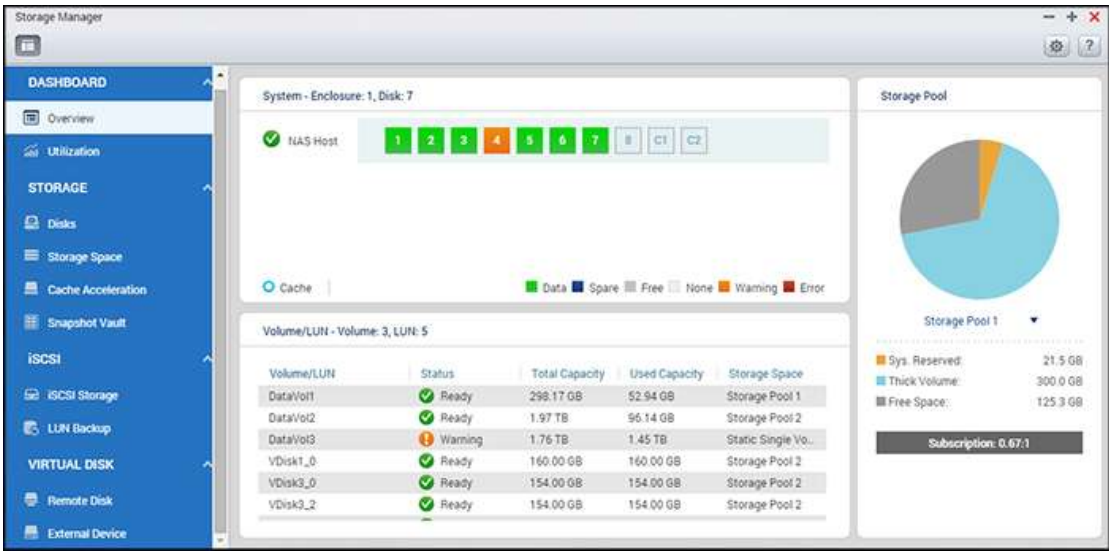 Storage Manager
DASHBOARD
Overview
Utilization
STORAGE
Disks
Storage Space
Cache Acceleration
Snapshot Vault
iSCSI
iSCSI Storage
LUN Backup
VIRTUAL DISK
Remote Disk
External Device
System - Enclosure: 1, Disk: 7
NAS Host 1 2 3 4 5 6 7 8 C1 C2
Cache Data Spare Free None Warning Error
Volume/LUN - Volume: 3, LUN: 5
Volume/LUN Status Total Capacity Used Capacity Storage Space
DataVol1 Ready 298.17 GB 52.94 GB Storage Pool 1
DataVol2 Ready 1.97 TB 96.14 GB Storage Pool 2
DataVol3 Warning 1.76 TB 1.45 TB Static Single Vo...
VDisk1_0 Ready 160.00 GB 160.00 GB Storage Pool 2
VDisk3_0 Ready 154.00 GB 154.00 GB Storage Pool 2
VDisk3_2 Ready 154.00 GB 154.00 GB Storage Pool 2
Storage Pool
Storage Pool 1
Sys. Reserved: 21.5 GB
Thick Volume: 300.0 GB
Free Space: 125.3 GB
Subscription: 0.67:1